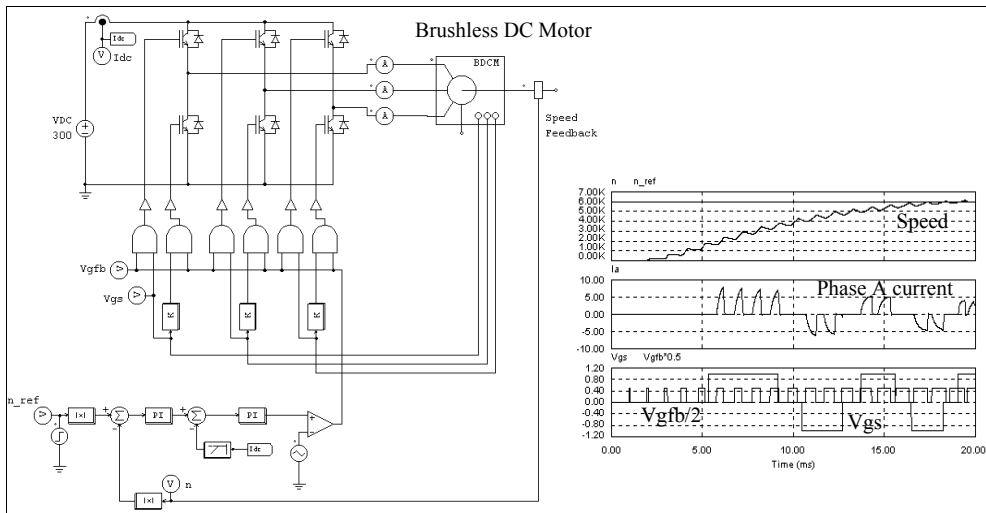 Brushless DC Motor
V
Idc
Idc
A
A
A
BDCM
VDC
300
Speed
Feedback
Vgfb
V
Vgs
V
K
K
K
n_ref
V
|x|
+
-
Σ
PI
+
-
Σ
PI
Idc
+
-
V
n
|x|
n n_ref
7.00K
6.00K
5.00K
4.00K
3.00K
2.00K
1.00K
0.00K
Speed
Ia
10.00
5.00
0.00
-5.00
-10.00
Phase A current
Vgs Vgfb*0.5
1.20
0.80
0.40
0.00
-0.40
-0.80
-1.20
Vgfb/2
Vgs
0.00 5.00 10.00 15.00 20.00
Time (ms)